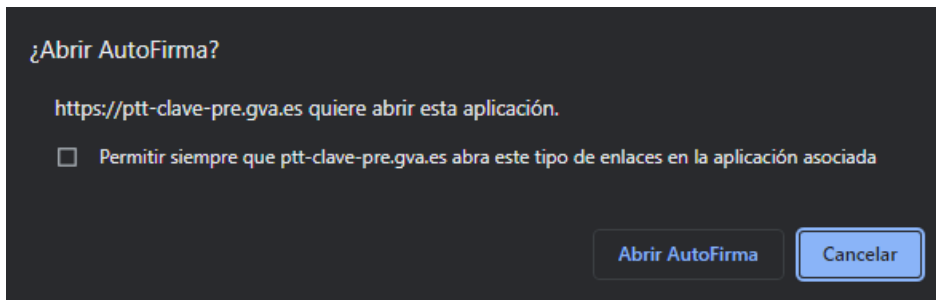 ¿Abrir AutoFirma?
https://ptt-clave-pre.gva.es quiere abrir esta aplicación.
Permitir siempre que ptt-clave-pre.gva.es abra este tipo de enlaces en la aplicación asociada
Abrir AutoFirma
Cancelar